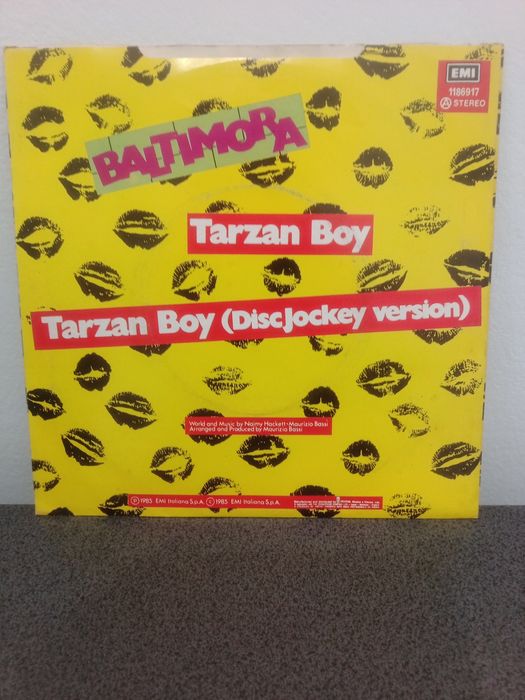 EMI
1186917
A STEREO
BALTIMORA
Tarzan Boy
Tarzan Boy (DiscJockey version)
World and Music by Naimy Hackett-Maurizio Bassi
Arranged and Produced by Maurizio Bassi
℗ 1985 EMI Italiana S.p.A. © 1985 EMI Italiana S.p.A.